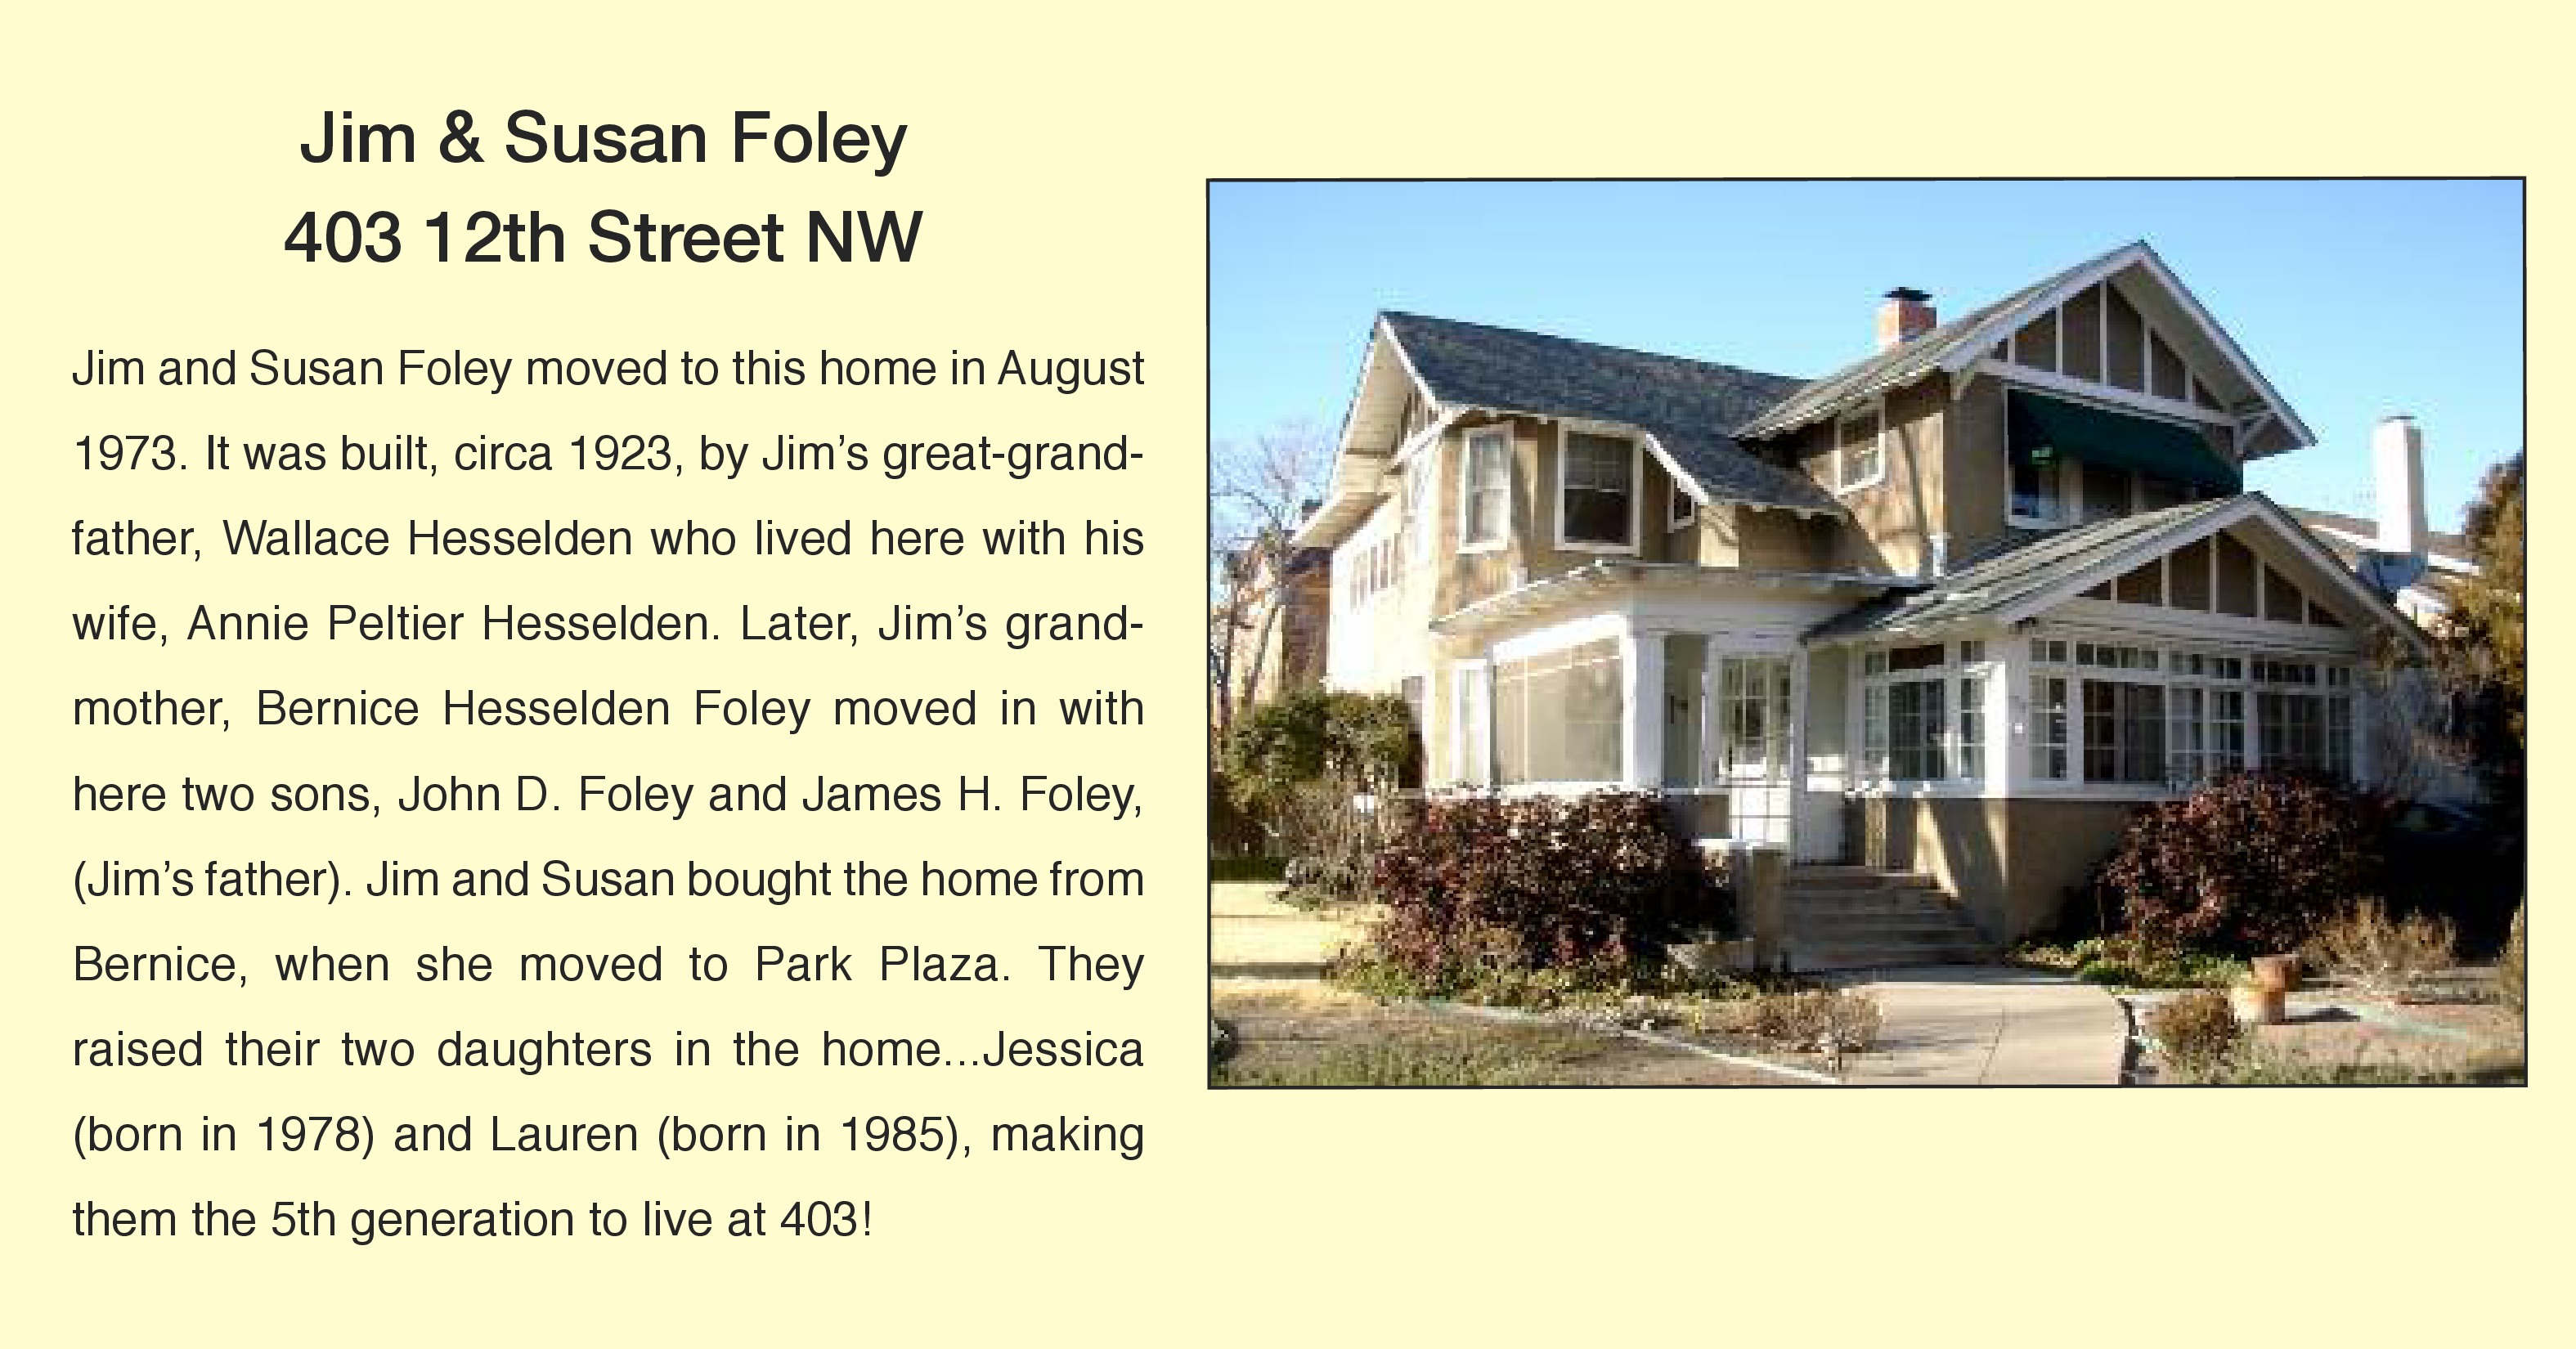 Jim & Susan Foley
403 12th Street NW
Jim and Susan Foley moved to this home in August
1973. It was built, circa 1923, by Jim’s great-grand-
father, Wallace Hesselden who lived here with his
wife, Annie Peltier Hesselden. Later, Jim’s grand-
mother, Bernice Hesselden Foley moved in with
here two sons, John D. Foley and James H. Foley,
(Jim’s father). Jim and Susan bought the home from
Bernice, when she moved to Park Plaza. They
raised their two daughters in the home...Jessica
(born in 1978) and Lauren (born in 1985), making
them the 5th generation to live at 403!